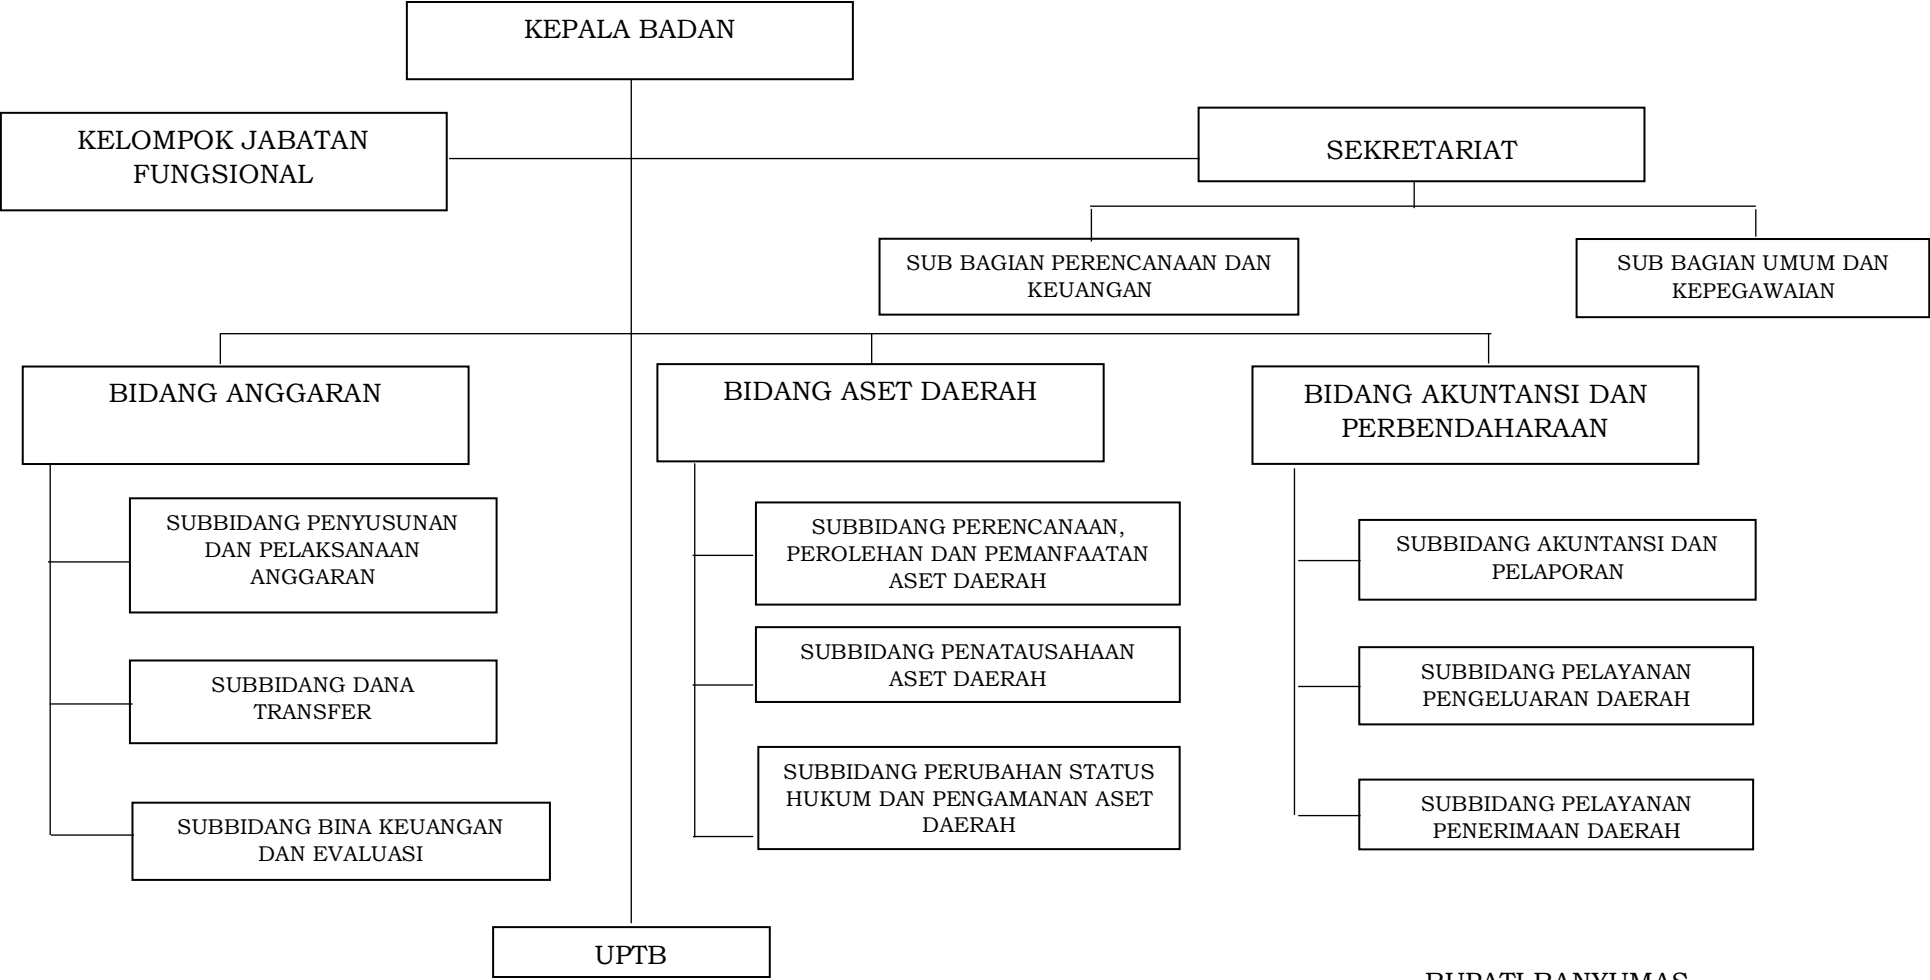 KEPALA BADAN
KELOMPOK JABATAN
FUNGSIONAL
SEKRETARIAT
SUB BAGIAN PERENCANAAN DAN
KEUANGAN
SUB BAGIAN UMUM DAN
KEPEGAWAIAN
BIDANG ANGGARAN
BIDANG ASET DAERAH
BIDANG AKUNTANSI DAN
PERBENDAHARAAN
SUBBIDANG PENYUSUNAN
DAN PELAKSANAAN
ANGGARAN
SUBBIDANG DANA
TRANSFER
SUBBIDANG BINA KEUANGAN
DAN EVALUASI
SUBBIDANG PERENCANAAN,
PEROLEHAN DAN PEMANFAATAN
ASET DAERAH
SUBBIDANG PENATAUSAHAAN
ASET DAERAH
SUBBIDANG PERUBAHAN STATUS
HUKUM DAN PENGAMANAN ASET
DAERAH
SUBBIDANG AKUNTANSI DAN
PELAPORAN
SUBBIDANG PELAYANAN
PENGELUARAN DAERAH
SUBBIDANG PELAYANAN
PENERIMAAN DAERAH
UPTB
BUPATI BANYUMAS